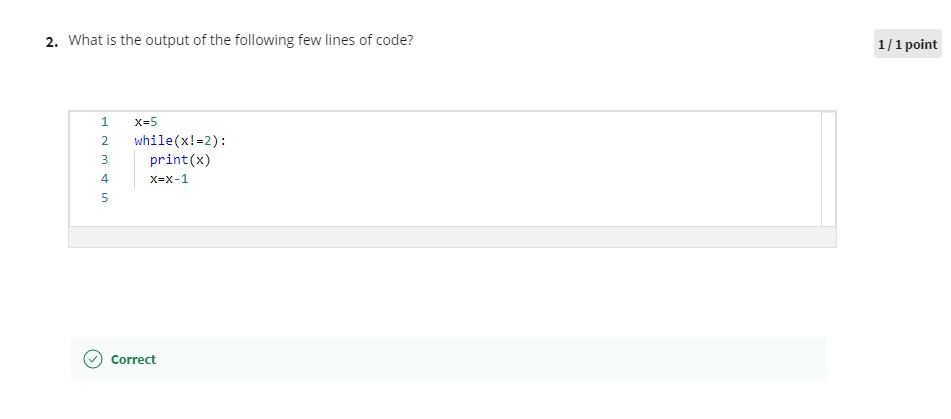 2. What is the output of the following few lines of code?
1 / 1 point
1 x=5
2 while(x!=2):
3   print(x)
4   x=x-1
5
Correct